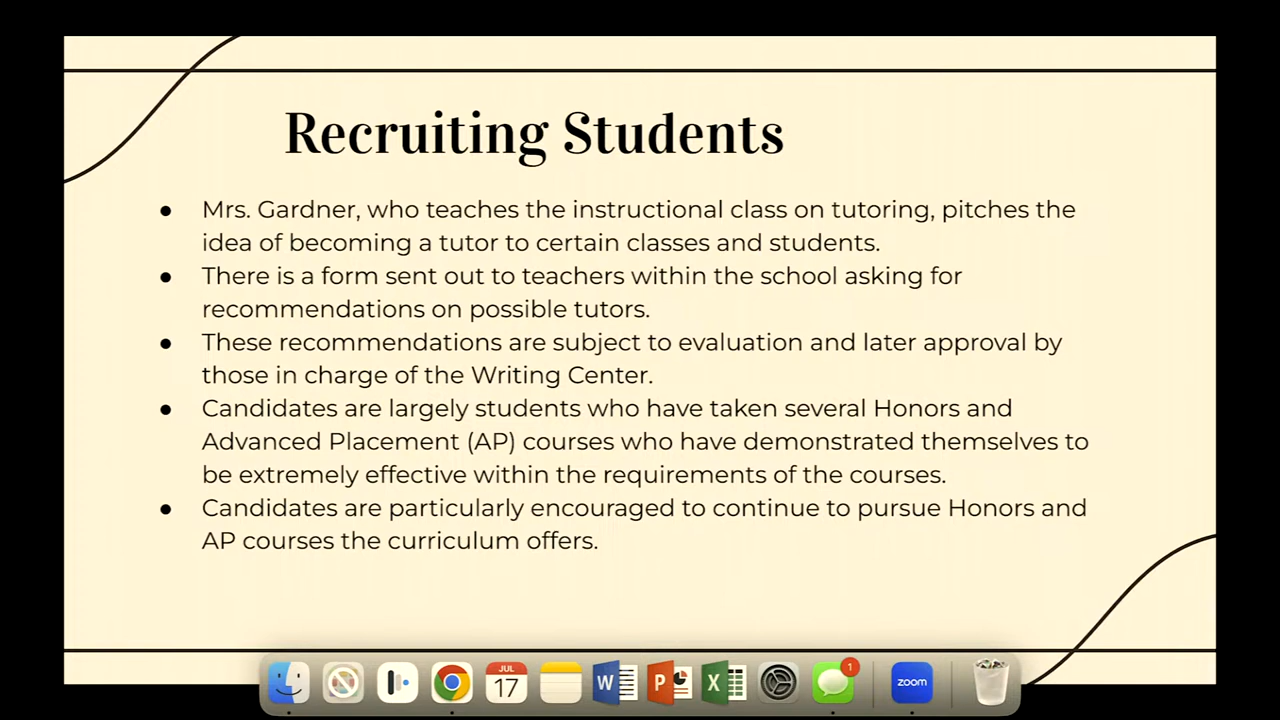 Recruiting Students
● Mrs. Gardner, who teaches the instructional class on tutoring, pitches the
idea of becoming a tutor to certain classes and students.
● There is a form sent out to teachers within the school asking for
recommendations on possible tutors.
● These recommendations are subject to evaluation and later approval by
those in charge of the Writing Center.
● Candidates are largely students who have taken several Honors and
Advanced Placement (AP) courses who have demonstrated themselves to
be extremely effective within the requirements of the courses.
● Candidates are particularly encouraged to continue to pursue Honors and
AP courses the curriculum offers.
JUL
17
W
P
X
1
zoom